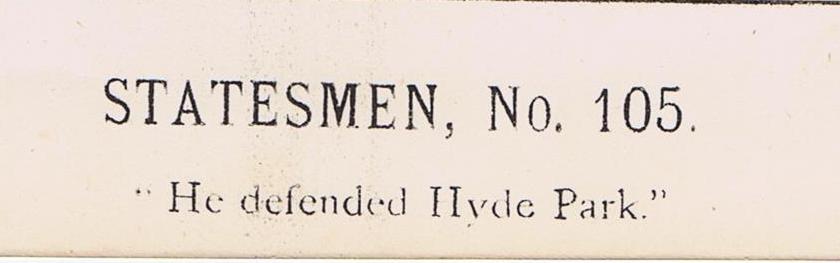 STATESMEN, No. 105.
"He defended Hyde Park."